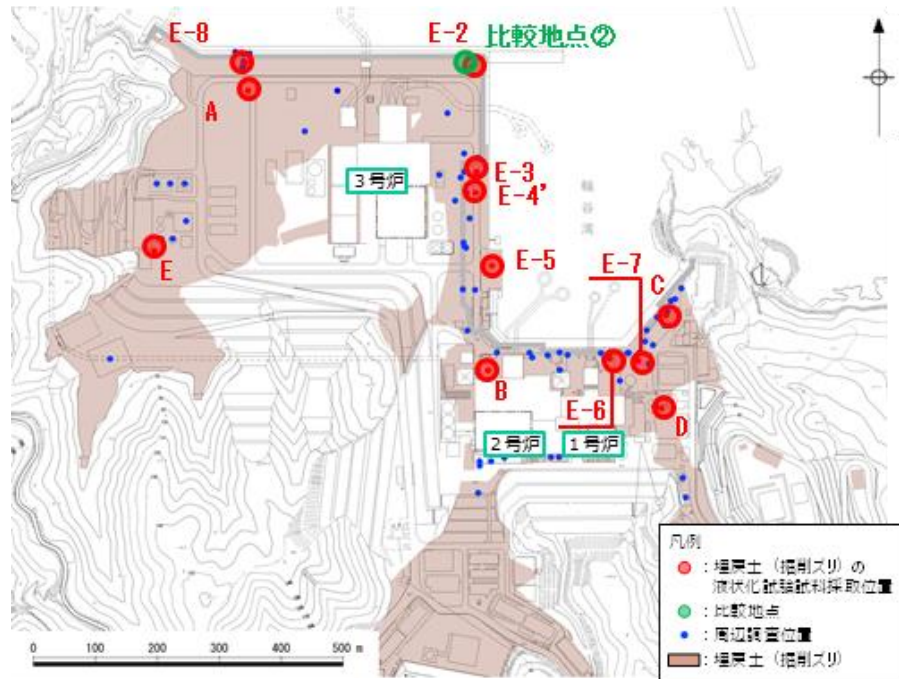 E-8
E-2
比較地点②
A
E-3
3号炉
E-4'
輪谷湾
E-5
E-7
C
E
B
E-6
D
2号炉
1号炉
凡例
：埋戻土（掘削ズリ）の
液状化試験試料採取位置
：比較地点
：周辺調査位置
：埋戻土（掘削ズリ）
0 100 200 300 400 500 m